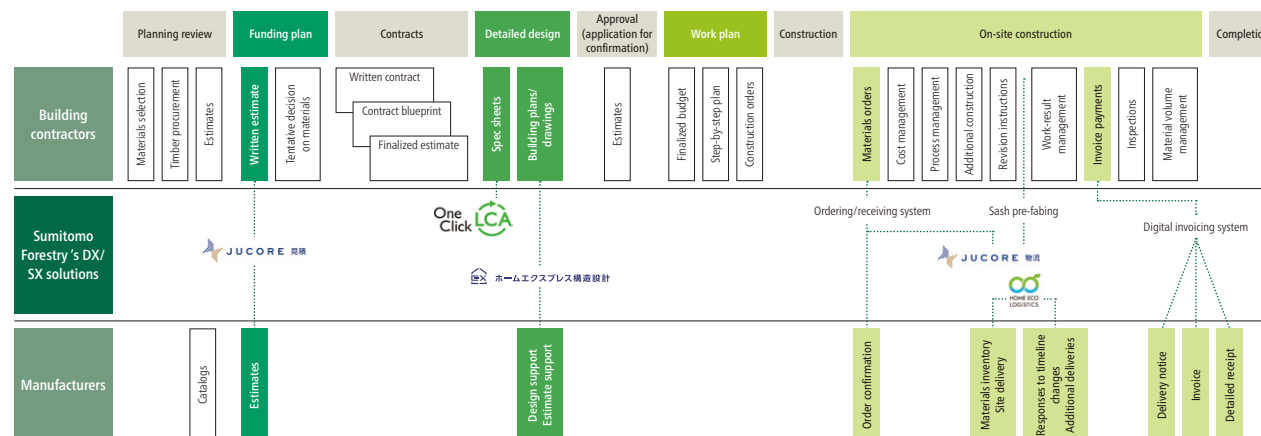 Planning review
Funding plan
Contracts
Detailed design
Approval
(application for
confirmation)
Work plan
Construction
On-site construction
Completio
Building
contractors
Materials selection
Timber procurement
Estimates
Written estimate
Tentative decision
on materials
Written contract
Contract blueprint
Finalized estimate
Spec sheets
Building plans/
drawings
Estimates
Finalized budget
Step-by-step plan
Construction orders
Materials orders
Cost management
Process management
Additional construction
Revision instructions
Work-result
management
Invoice payments
Inspections
Material volume
management
Sumitomo
Forestry's DX/
SX solutions
JUCORE 見積
One
Click
LCA
EX ホームエクスプレス構造設計
Ordering/receiving system
Sash pre-fabing
JUCORE 物流
HOME ECO
LOGISTICS
Digital invoicing system
Manufacturers
Catalogs
Estimates
Design support
Estimate support
Order confirmation
Materials inventory
Site delivery
Responses to timeline
changes
Additional deliveries
Delivery notice
Invoice
Detailed receipt